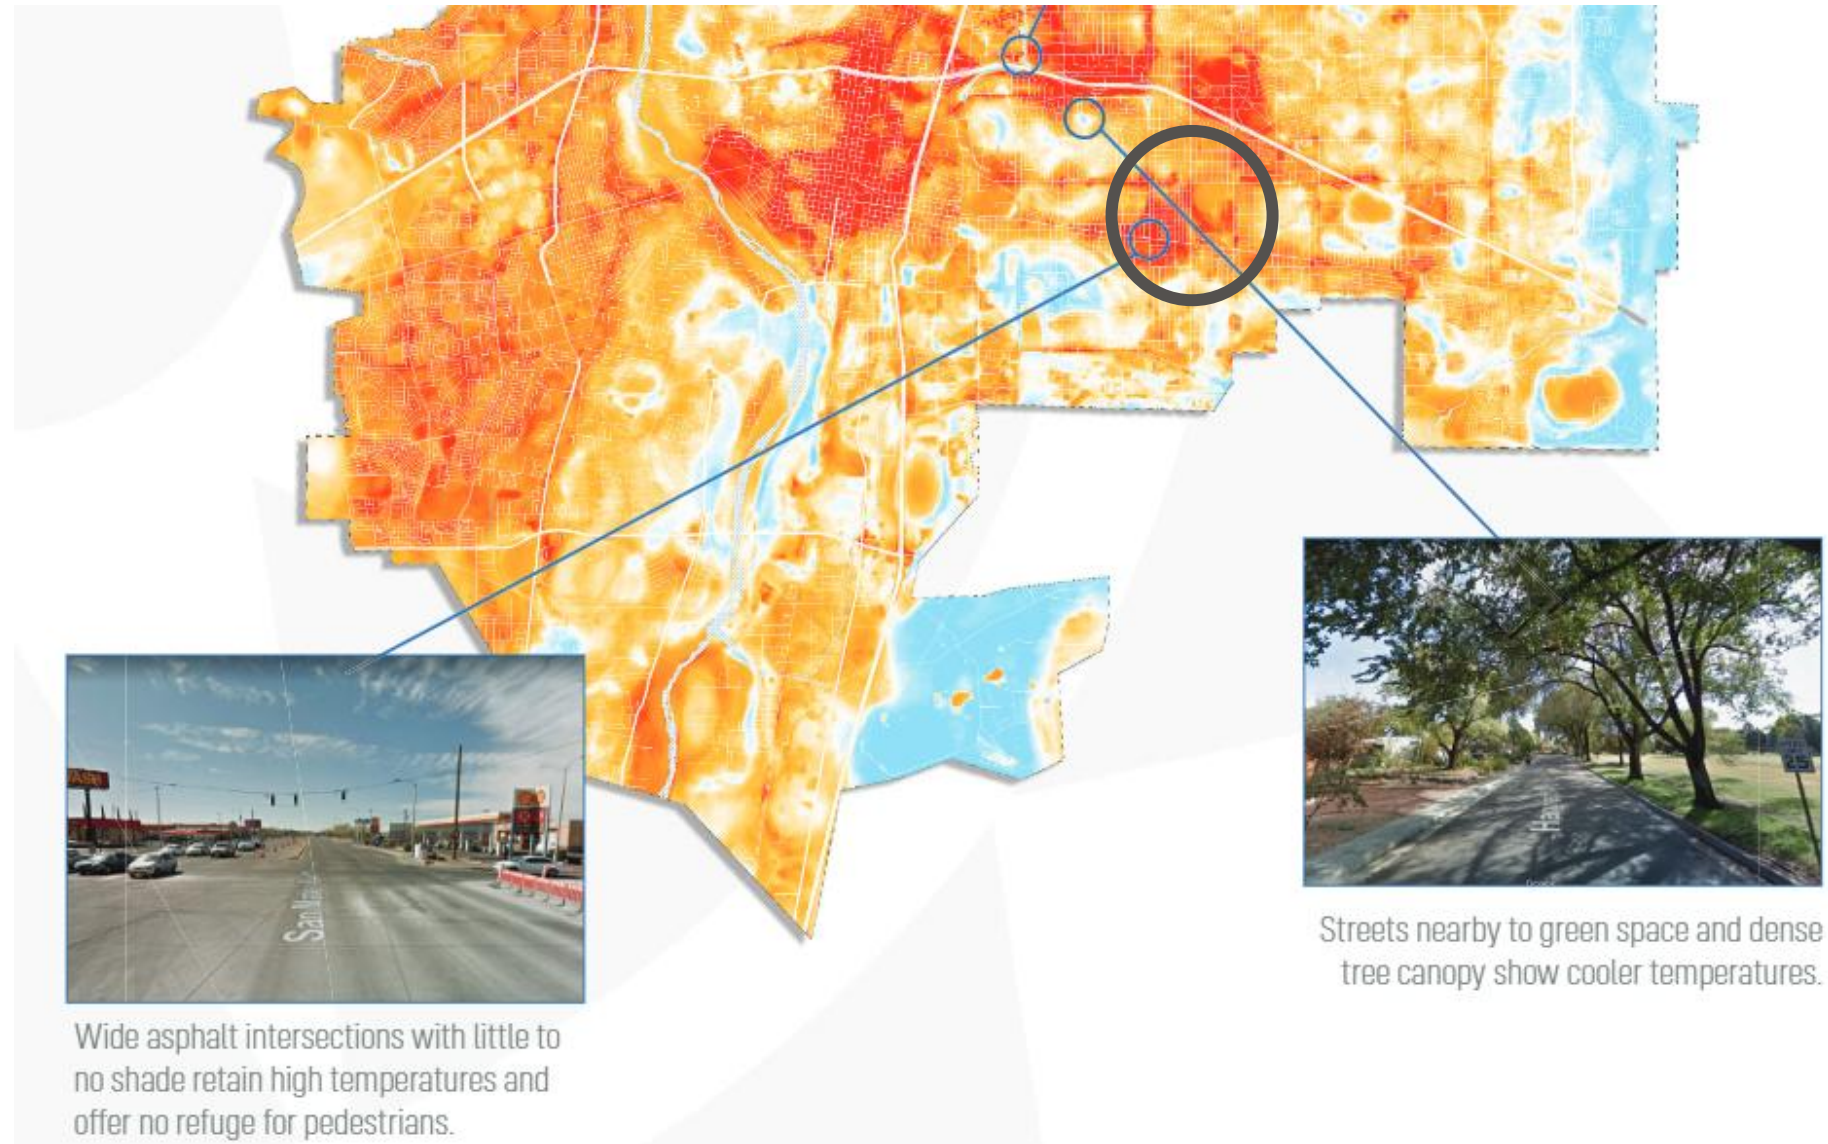 25
Wide asphalt intersections with little to
no shade retain high temperatures and
offer no refuge for pedestrians.
Streets nearby to green space and dense
tree canopy show cooler temperatures.